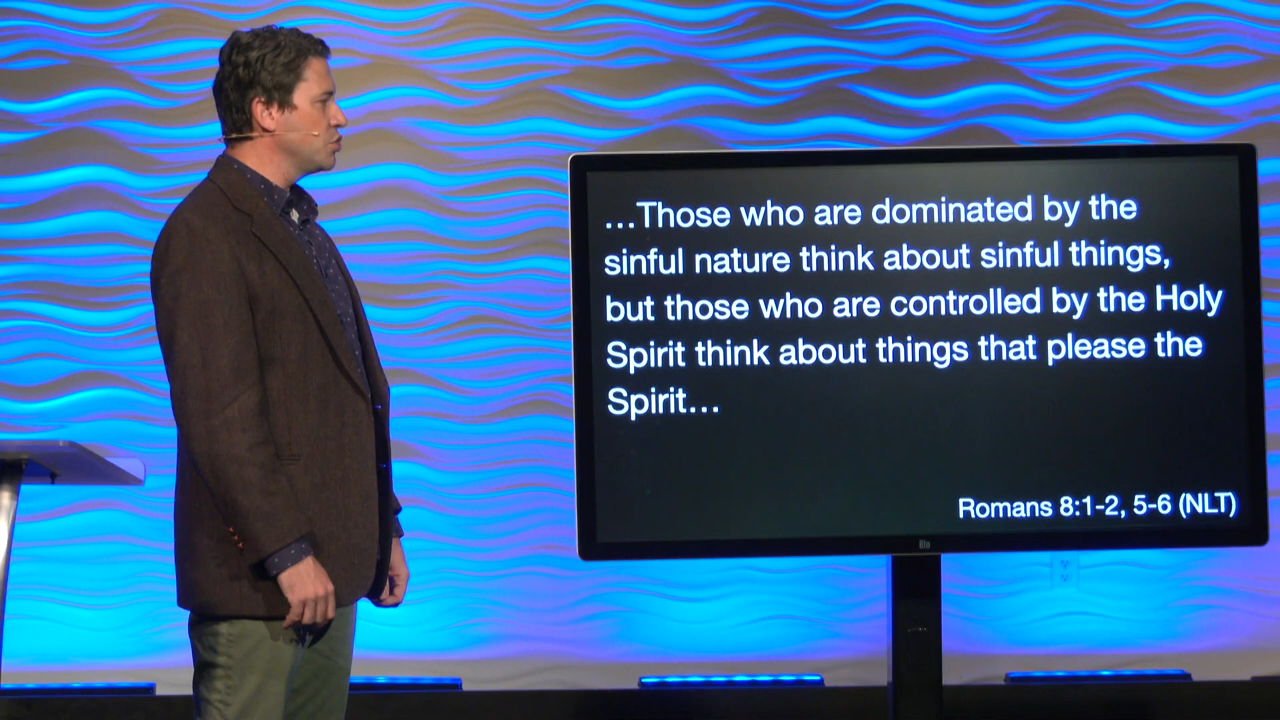 ...Those who are dominated by the
sinful nature think about sinful things,
but those who are controlled by the Holy
Spirit think about things that please the
Spirit...
Romans 8:1-2, 5-6 (NLT)
elo